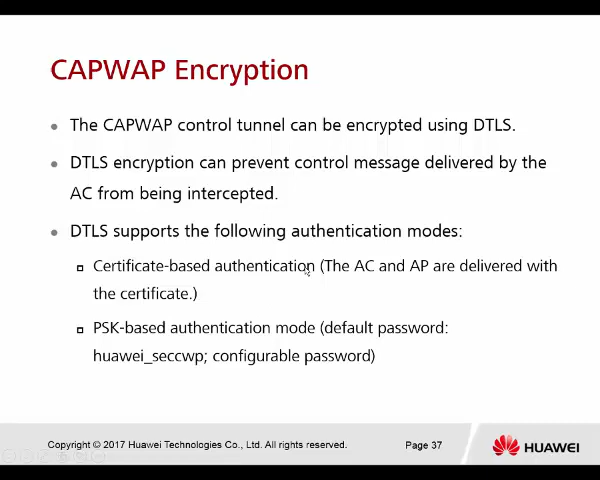 CAPWAP Encryption
The CAPWAP control tunnel can be encrypted using DTLS.
DTLS encryption can prevent control message delivered by the
AC from being intercepted.
DTLS supports the following authentication modes:
Certificate-based authentication (The AC and AP are delivered with
the certificate.)
PSK-based authentication mode (default password:
huawei_seccwp; configurable password)
Copyright © 2017 Huawei Technologies Co., Ltd. All rights reserved.
Page 37
HUAWEI